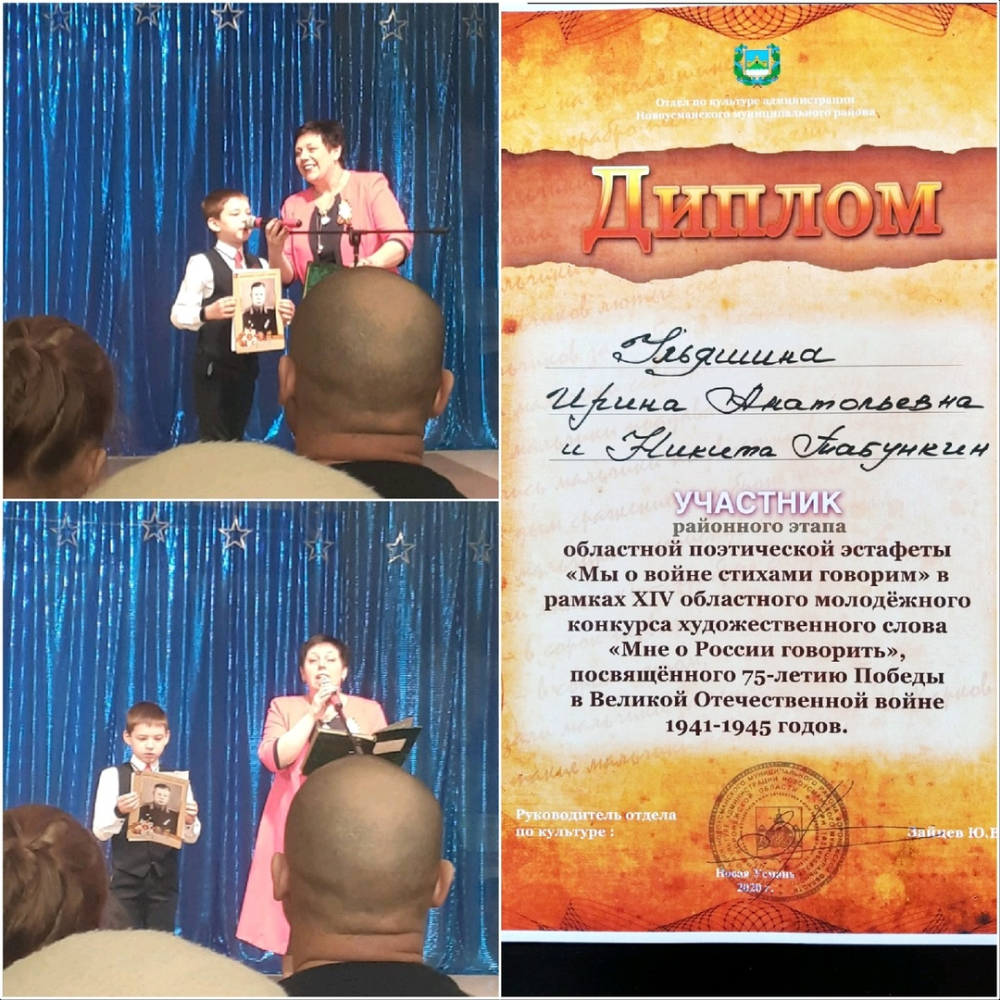 Отдел по культуре администрации
Новоусманского муниципального района
Диплом
Ильяшина
Ирина Анатольевна
и Никита Табункин
УЧАСТНИК
районного этапа
областной поэтической эстафеты
«Мы о войне стихами говорим» в
рамках XIV областного молодёжного
конкурса художественного слова
«Мне о России говорить»,
посвящённого 75-летию Победы
в Великой Отечественной войне
1941-1945 годов.
Руководитель отдела
по культуре :
Зайцев Ю.В
Новая Усмань
2020 г.